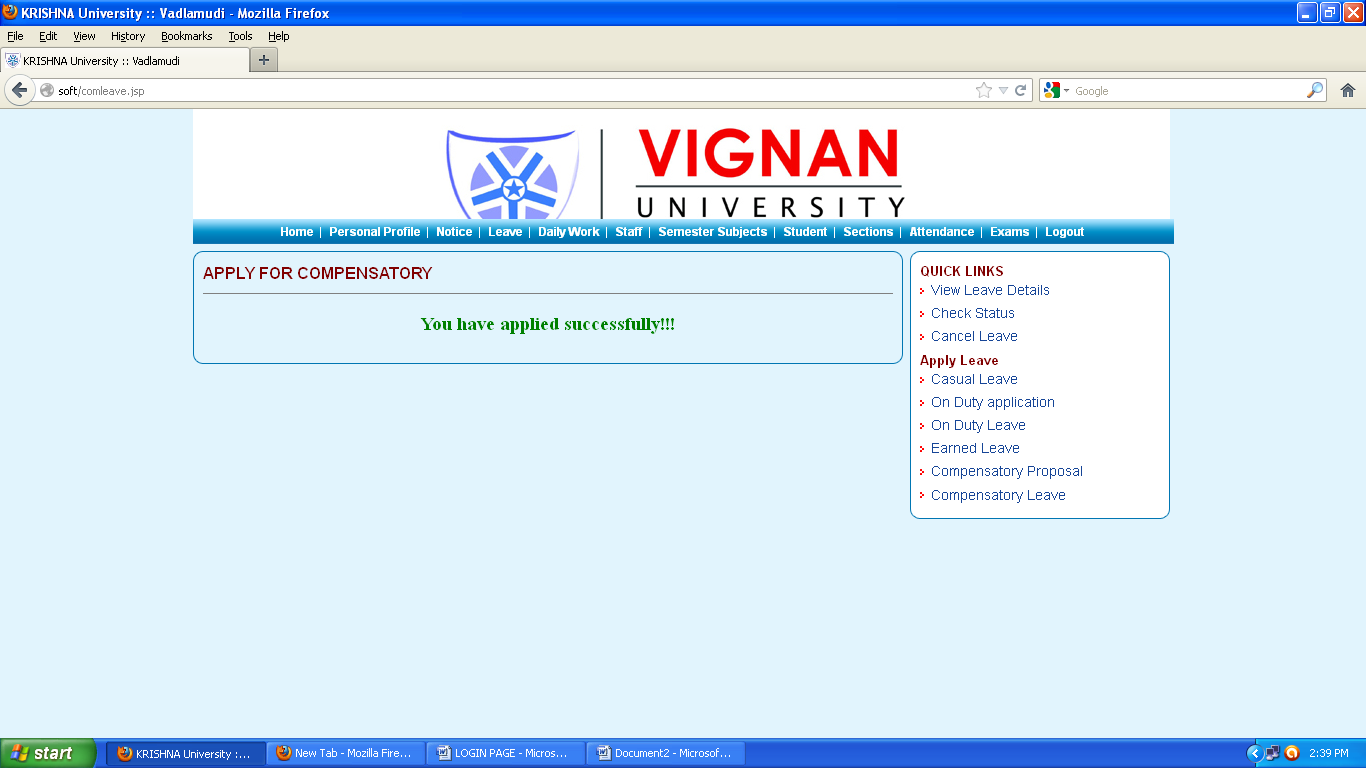 KRISHNA University :: Vadlamudi - Mozilla Firefox
File Edit View History Bookmarks Tools Help
KRISHNA University :: Vadlamudi
soft/comleave.jsp
Google
VIGNAN
UNIVERSITY
Home | Personal Profile | Notice | Leave | Daily Work | Staff | Semester Subjects | Student | Sections | Attendance | Exams | Logout
APPLY FOR COMPENSATORY
You have applied successfully!!!
QUICK LINKS
View Leave Details
Check Status
Cancel Leave
Apply Leave
Casual Leave
On Duty application
On Duty Leave
Earned Leave
Compensatory Proposal
Compensatory Leave
start
KRISHNA University :...
New Tab - Mozilla Fire...
LOGIN PAGE - Micros...
Document2 - Microsof...
2:39 PM